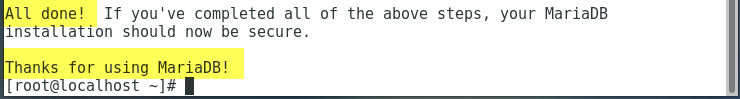 All done!  If you've completed all of the above steps, your MariaDB
installation should now be secure.
Thanks for using MariaDB!
[root@localhost ~]#